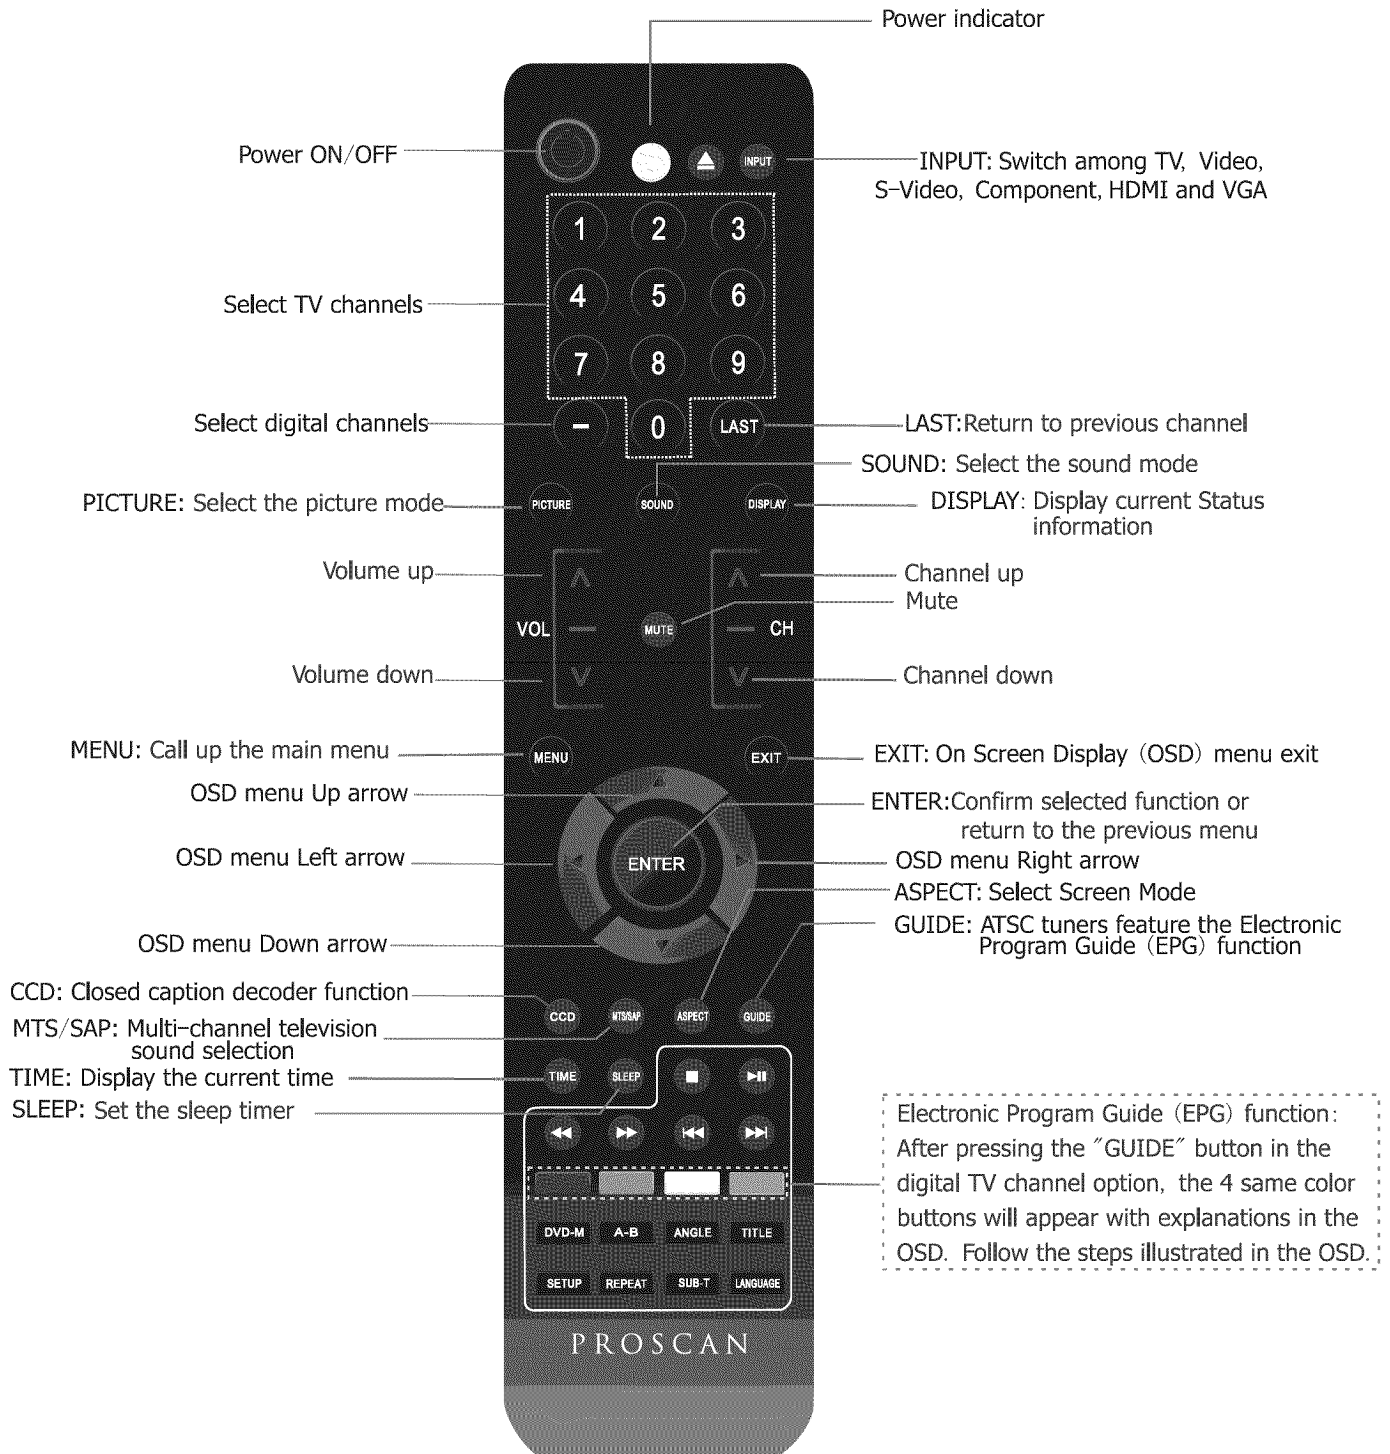 Power indicator
Power ON/OFF
INPUT
INPUT: Switch among TV, Video,
S-Video, Component, HDMI and VGA
1 2 3
Select TV channels
4 5 6
7 8 9
Select digital channels
- 0 LAST
LAST:Return to previous channel
SOUND: Select the sound mode
PICTURE: Select the picture mode
PICTURE SOUND DISPLAY
DISPLAY: Display current Status
information
Volume up
Channel up
Mute
VOL MUTE CH
Volume down
Channel down
MENU: Call up the main menu
MENU EXIT
EXIT: On Screen Display (OSD) menu exit
OSD menu Up arrow
ENTER:Confirm selected function or
return to the previous menu
OSD menu Left arrow
ENTER
OSD menu Right arrow
ASPECT: Select Screen Mode
GUIDE: ATSC tuners feature the Electronic
Program Guide (EPG) function
OSD menu Down arrow
CCD: Closed caption decoder function
CCD MTS/SAP ASPECT GUIDE
MTS/SAP: Multi-channel television
sound selection
TIME: Display the current time
TIME SLEEP
SLEEP: Set the sleep timer
Electronic Program Guide (EPG) function:
After pressing the "GUIDE" button in the
digital TV channel option, the 4 same color
buttons will appear with explanations in the
OSD. Follow the steps illustrated in the OSD.
DVD-M A-B ANGLE TITLE
SETUP REPEAT SUB-T LANGUAGE
PROSCAN